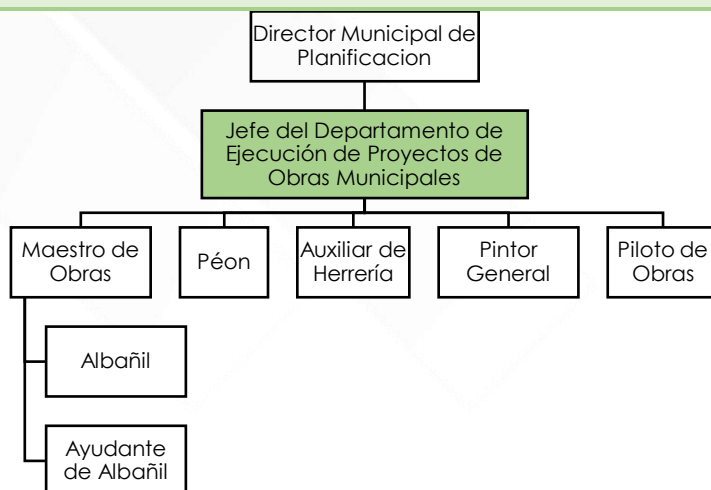 Director Municipal de
Planificacion
Jefe del Departamento de
Ejecución de Proyectos de
Obras Municipales
Maestro de
Obras
Péon
Auxiliar de
Herrería
Pintor
General
Piloto de
Obras
Albañil
Ayudante
de Albañil